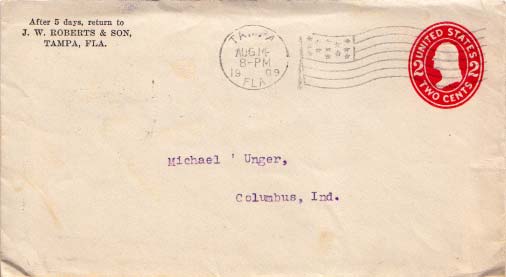 After 5 days, return to
J. W. ROBERTS & SON,
TAMPA, FLA.
TAMPA
AUG 14
8-PM
19 09
FLA
UNITED STATES
2 2
TWO CENTS
Michael ' Unger,
Columbus, Ind.